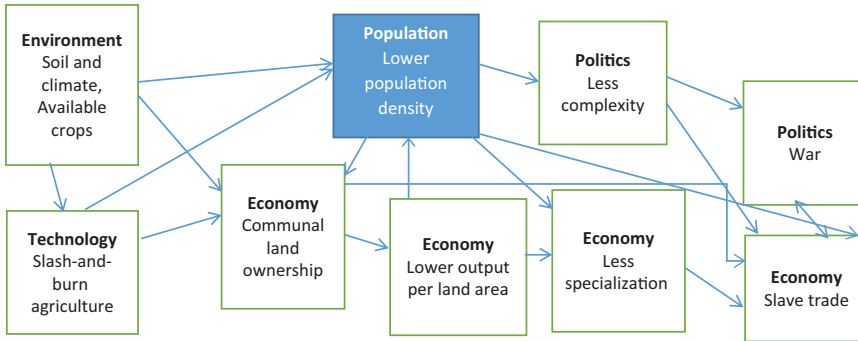 Environment
Soil and
climate,
Available
crops
Population
Lower
population
density
Politics
Less
complexity
Politics
War
Technology
Slash-and-
burn
agriculture
Economy
Communal
land
ownership
Economy
Lower output
per land area
Economy
Less
specialization
Economy
Slave trade